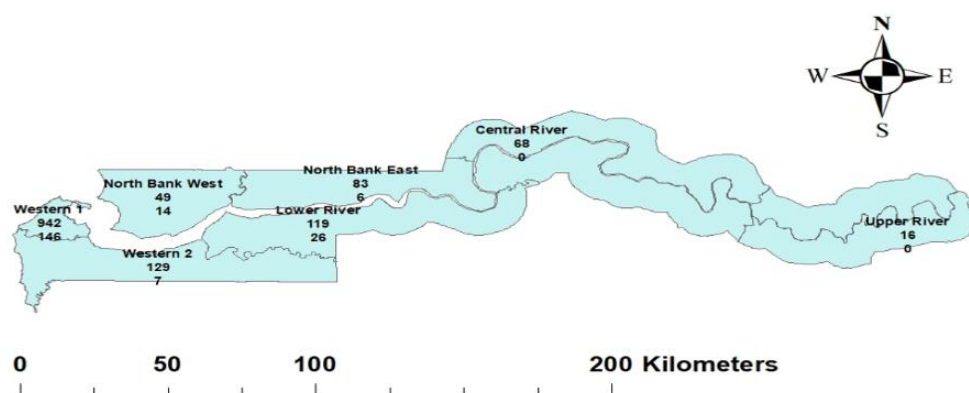 N
W E
S
Central River
68
0
North Bank East
83
6
North Bank West
49
14
Western 1
942
146
Lower River
119
26
Upper River
16
0
Western 2
129
7
0 50 100 200 Kilometers